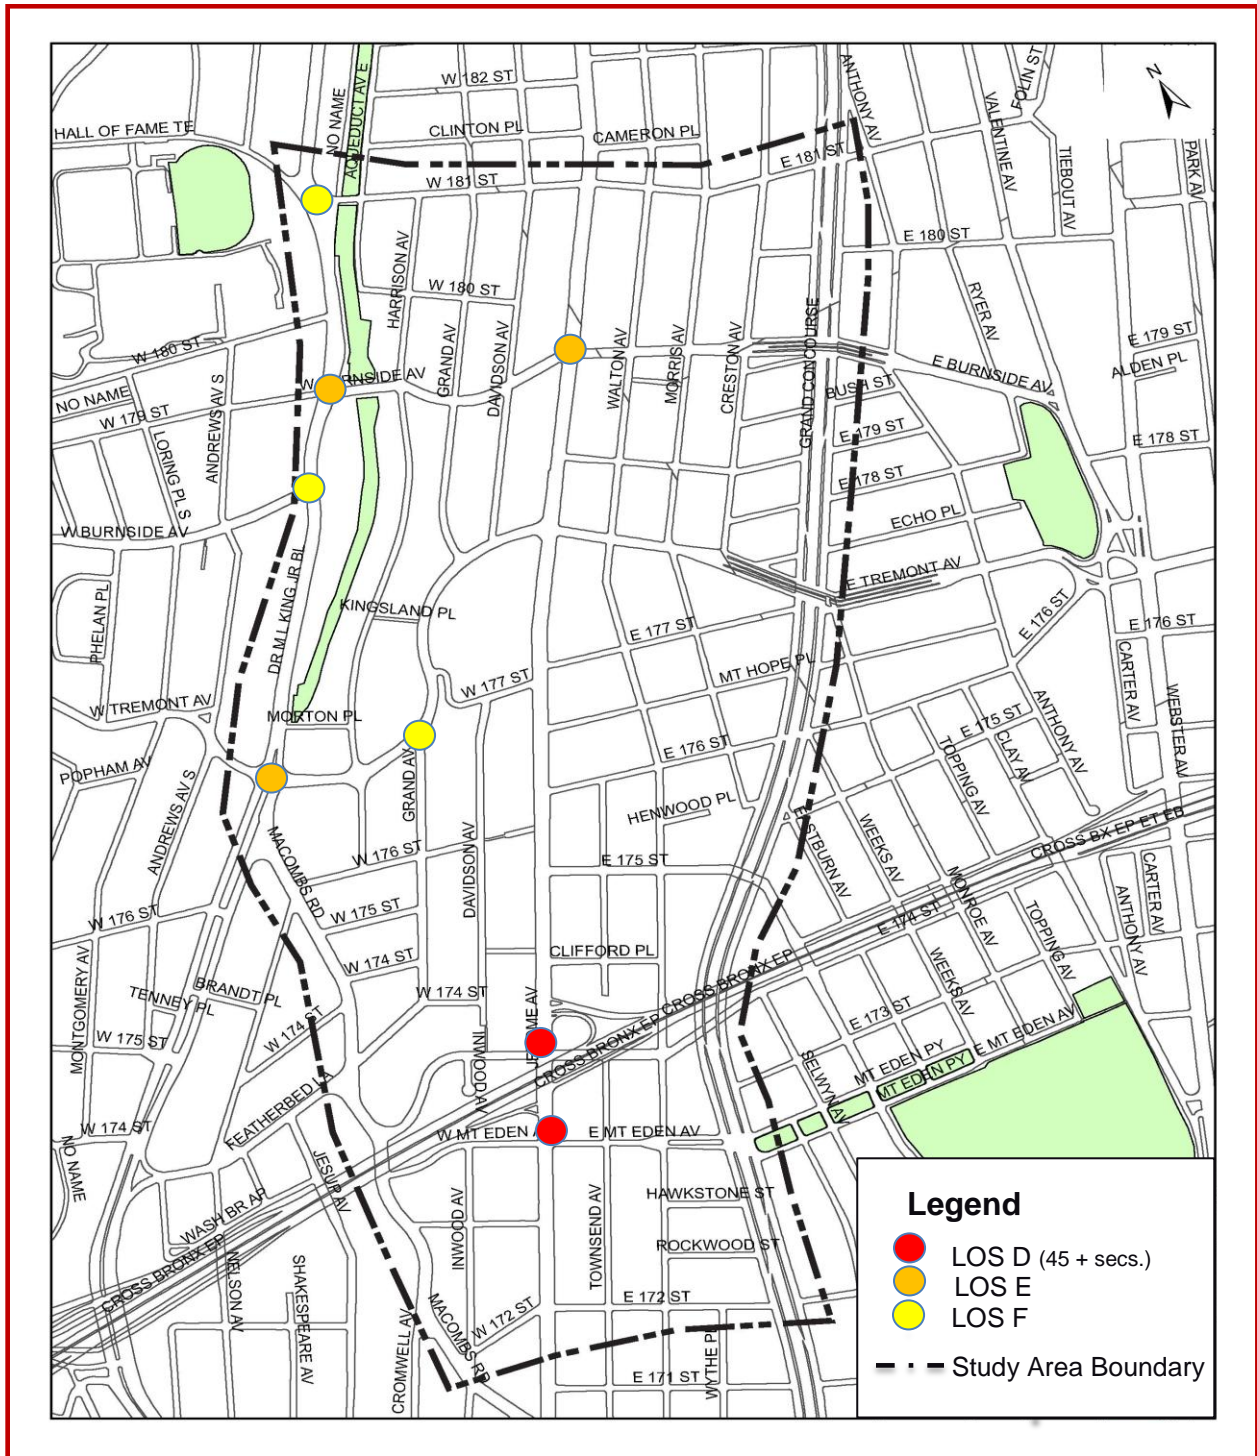 W 182 ST
ANTHONY AV
FOLIN ST
N
NO NAME
AQUEDUCT AV E
VALENTINE AV
HALL OF FAME TE
CLINTON PL
CAMERON PL
E 181 ST
TIEBOUT AV
PARK AV
W 181 ST
E 180 ST
HARRISON AV
W 180 ST
RYER AV
GRAND AV
DAVIDSON AV
WALTON AV
MORRIS AV
CRESTON AV
GRAND CONCOURSE
E 179 ST
W 180 ST
ALDEN PL
E BURNSIDE AV
NO NAME
W 179 ST
ANDREWS AV S
BUSH ST
LORING PL S
E 179 ST
E 178 ST
E 178 ST
ECHO PL
W BURNSIDE AV
E TREMONT AV
PHELAN PL
DR M L KING JR BL
KINGSLAND PL
E 177 ST
E 176 ST
E 176 ST
MT HOPE PL
CARTER AV
WEBSTER AV
W TREMONT AV
W 177 ST
MORTON PL
E 175 ST
ANTHONY AV
E 176 ST
TOPPING AV
CLAY AV
POPHAM AV
ANDREWS AV S
GRAND AV
HENWOOD PL
MACOMBS RD
W 176 ST
DAVIDSON AV
E 175 ST
WEEKS AV
CROSS BX EP ET EB
MONROE AV
CARTER AV
W 176 ST
W 175 ST
E 174 ST
TOPPING AV
ANTHONY AV
MONTGOMERY AV
W 174 ST
CLIFFORD PL
WEEKS AV
BRANDT PL
TENNEY PL
W 174 ST
CROSS BRONX EP
E 173 ST
W 175 ST
W 174 ST
INWOOD AV
CROSS BRONX EP
SELWYN AV
MT EDEN PY
E MT EDEN AV
MT EDEN PY
FEATHERBED LA
W 174 ST
W MT EDEN
E MT EDEN AV
NO NAME
JESUP AV
INWOOD AV
TOWNSEND AV
HAWKSTONE ST
WASH BR AP
ROCKWOOD ST
CROSS BRONX EP
NELSON AV
SHAKESPEARE AV
MACOMBS RD
W 172 ST
E 172 ST
CROMWELL AV
WYTHE PL
E 171 ST
Legend
LOS D (45 + secs.)
LOS E
LOS F
Study Area Boundary